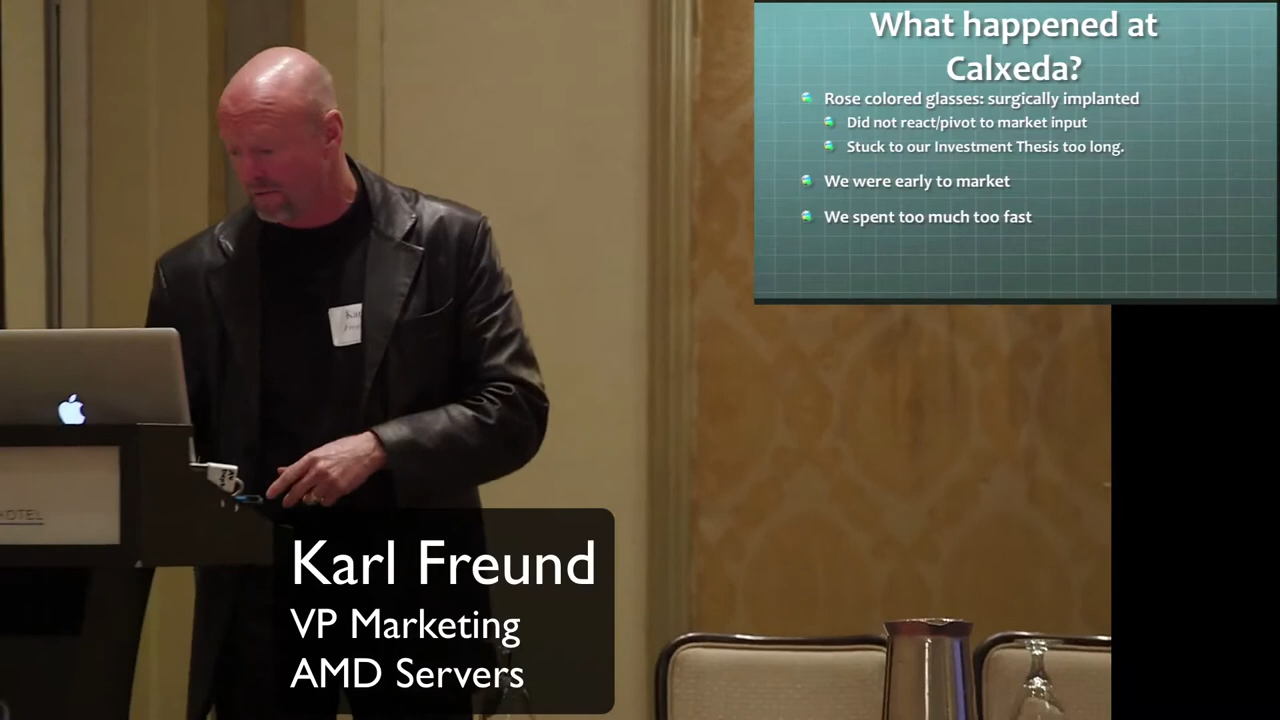 What happened at
Calxeda?
Rose colored glasses: surgically implanted
Did not react/pivot to market input
Stuck to our Investment Thesis too long.
We were early to market
We spent too much too fast
HOTEL
Karl Freund
VP Marketing
AMD Servers